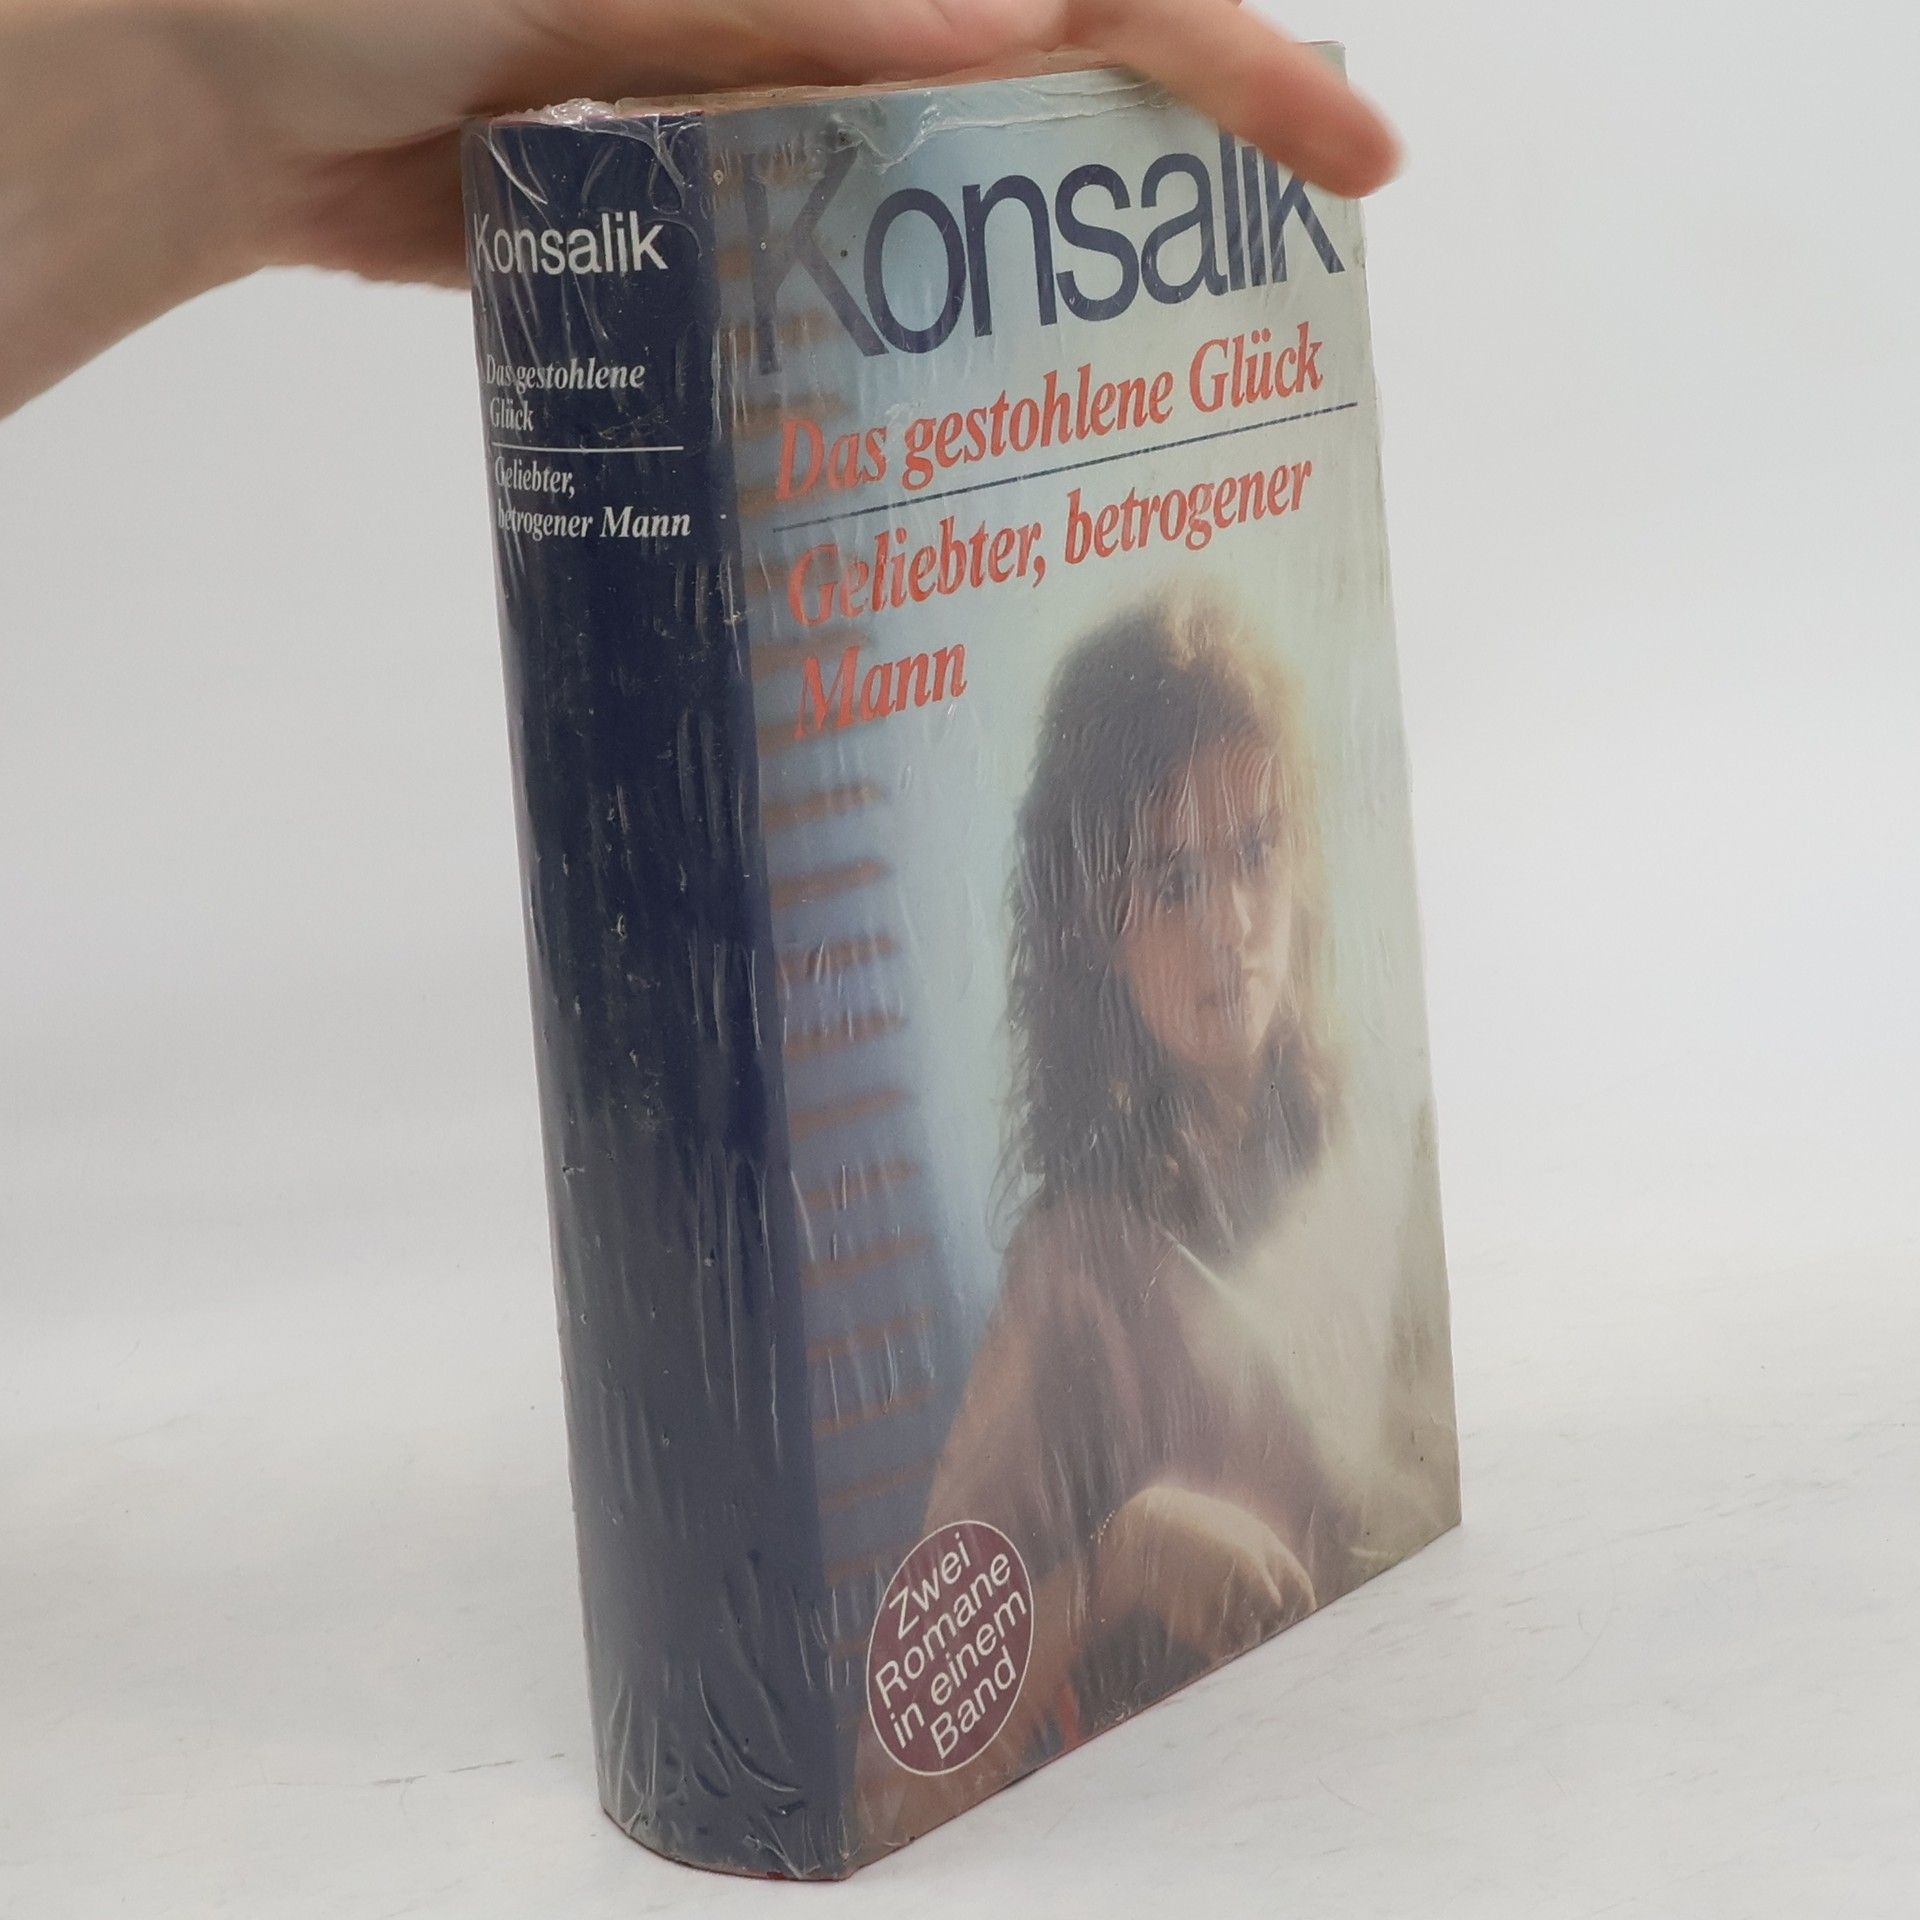 Konsalik
Das gestohlene
Glück
Geliebter,
betrogener Mann
Konsalik
Das gestohlene Glück
Geliebter, betrogener
Mann
Zwei
Romane
in einem
Band